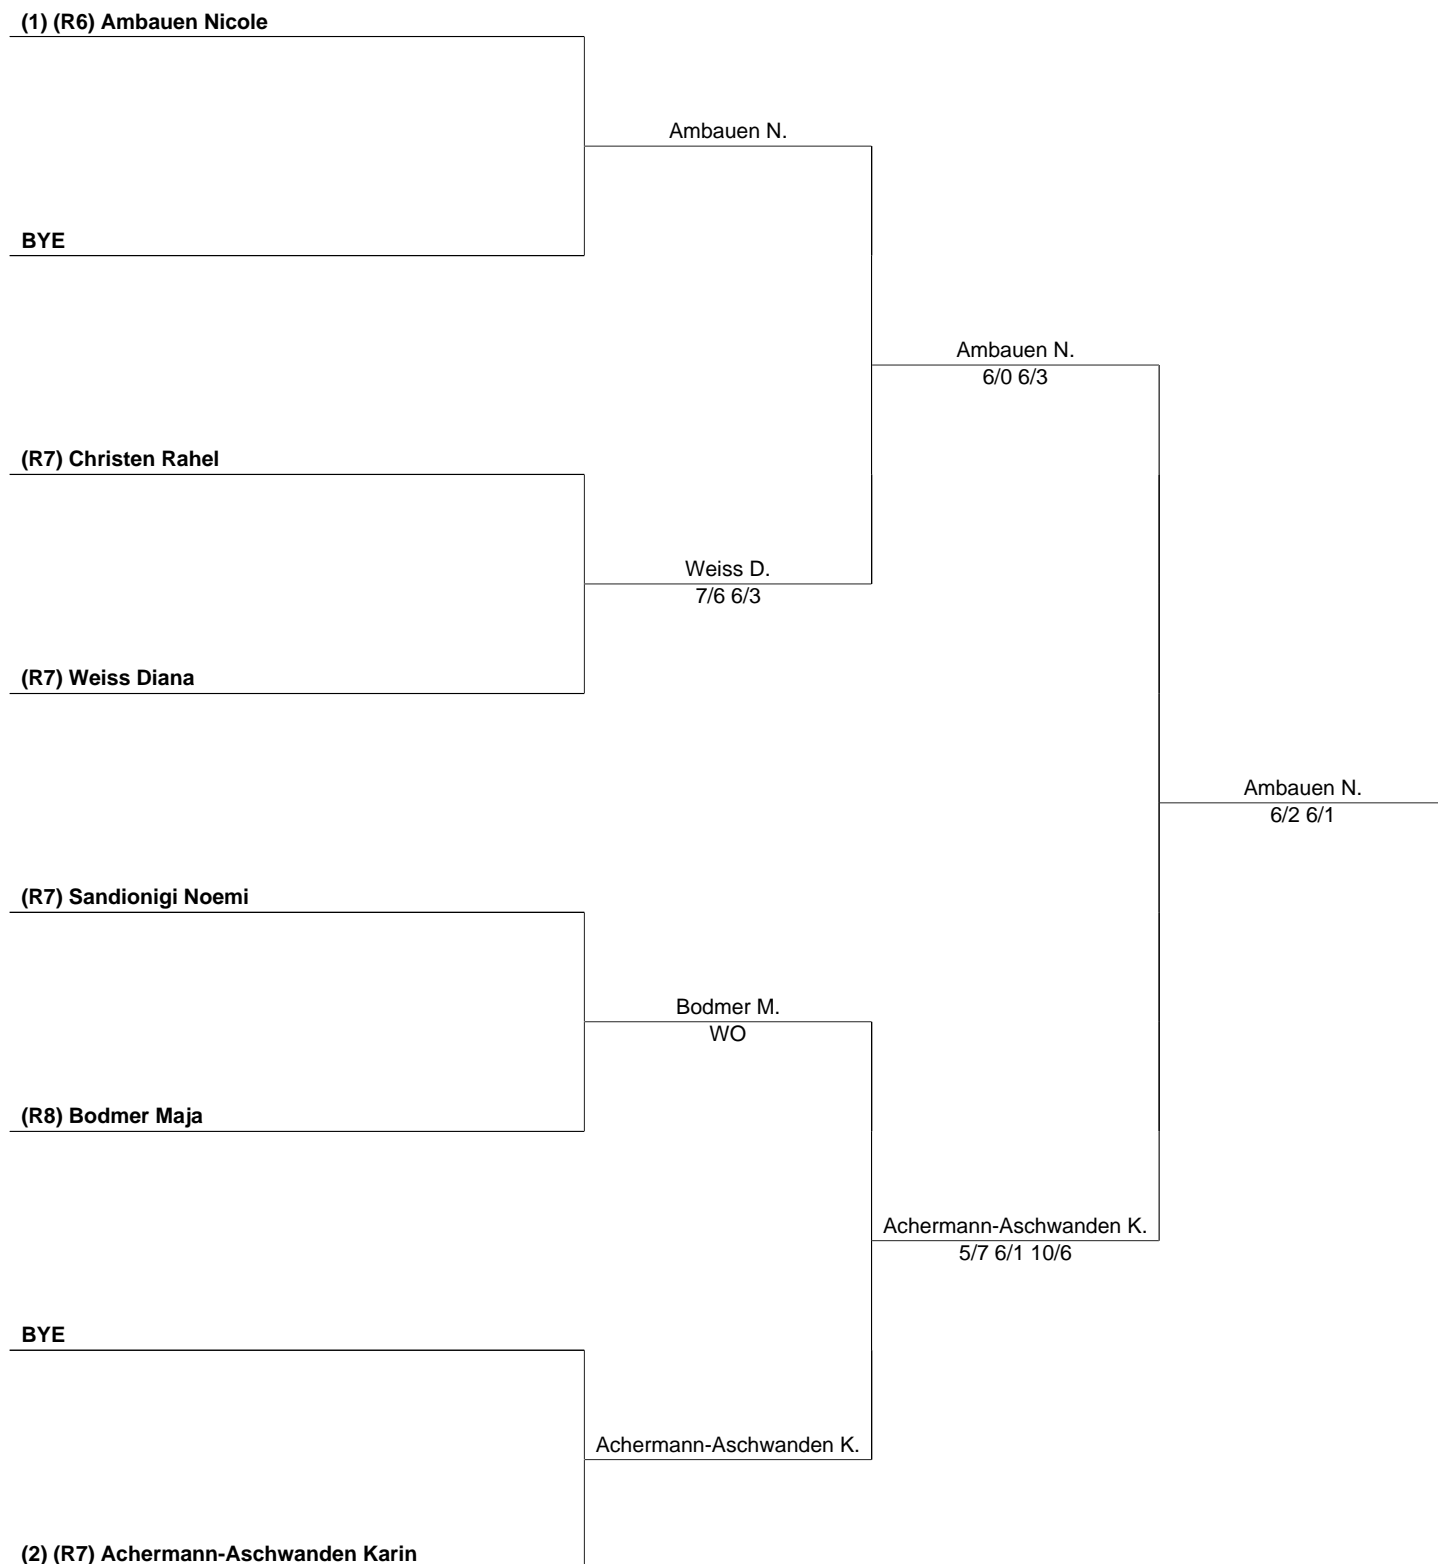 (1) (R6) Ambauen Nicole
Ambauen N.
BYE
Ambauen N.
6/0 6/3
(R7) Christen Rahel
Weiss D.
7/6 6/3
(R7) Weiss Diana
Ambauen N.
6/2 6/1
(R7) Sandionigi Noemi
Bodmer M.
WO
(R8) Bodmer Maja
Achermann-Aschwanden K.
5/7 6/1 10/6
BYE
Achermann-Aschwanden K.
(2) (R7) Achermann-Aschwanden Karin